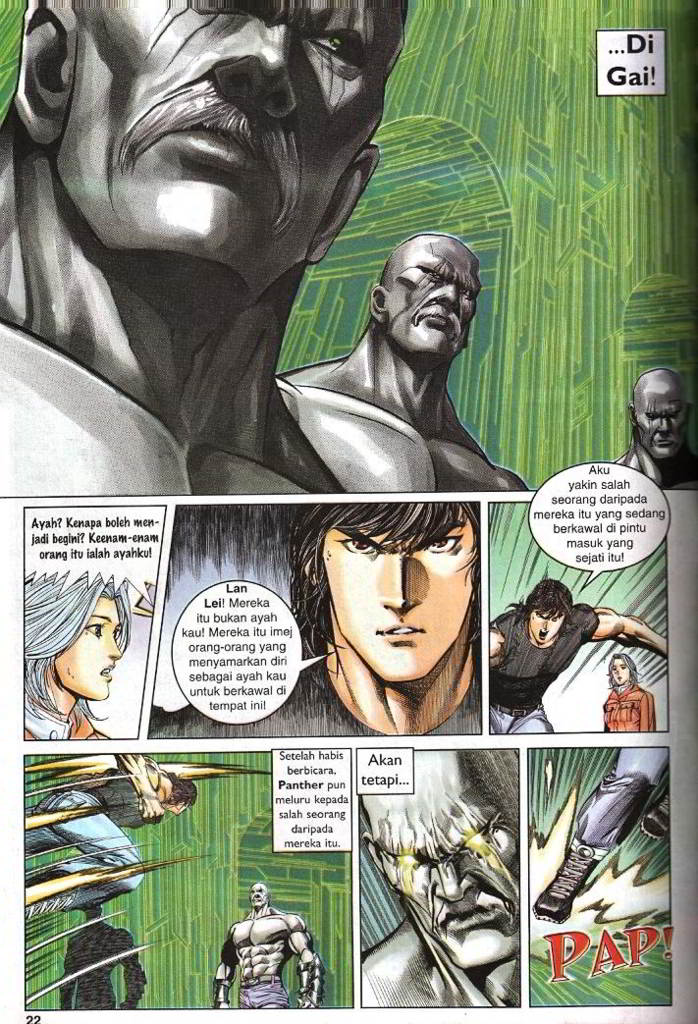 ...Di
Gai!
Ayah? Kenapa boleh men-
jadi begini? Keenam-enam
orang itu ialah ayahku!
Lan
Lei! Mereka
itu bukan ayah
kau! Mereka itu imej
orang-orang yang
menyamarkan diri
sebagai ayah kau
untuk berkawal di
tempat ini!
Aku
yakin salah
seorang daripada
mereka itu yang sedang
berkawal di pintu
masuk yang
sejati itu!
Setelah habis
berbicara,
Panther pun
meluru kepada
salah seorang
daripada
mereka itu.
Akan
tetapi...
PAP!
22